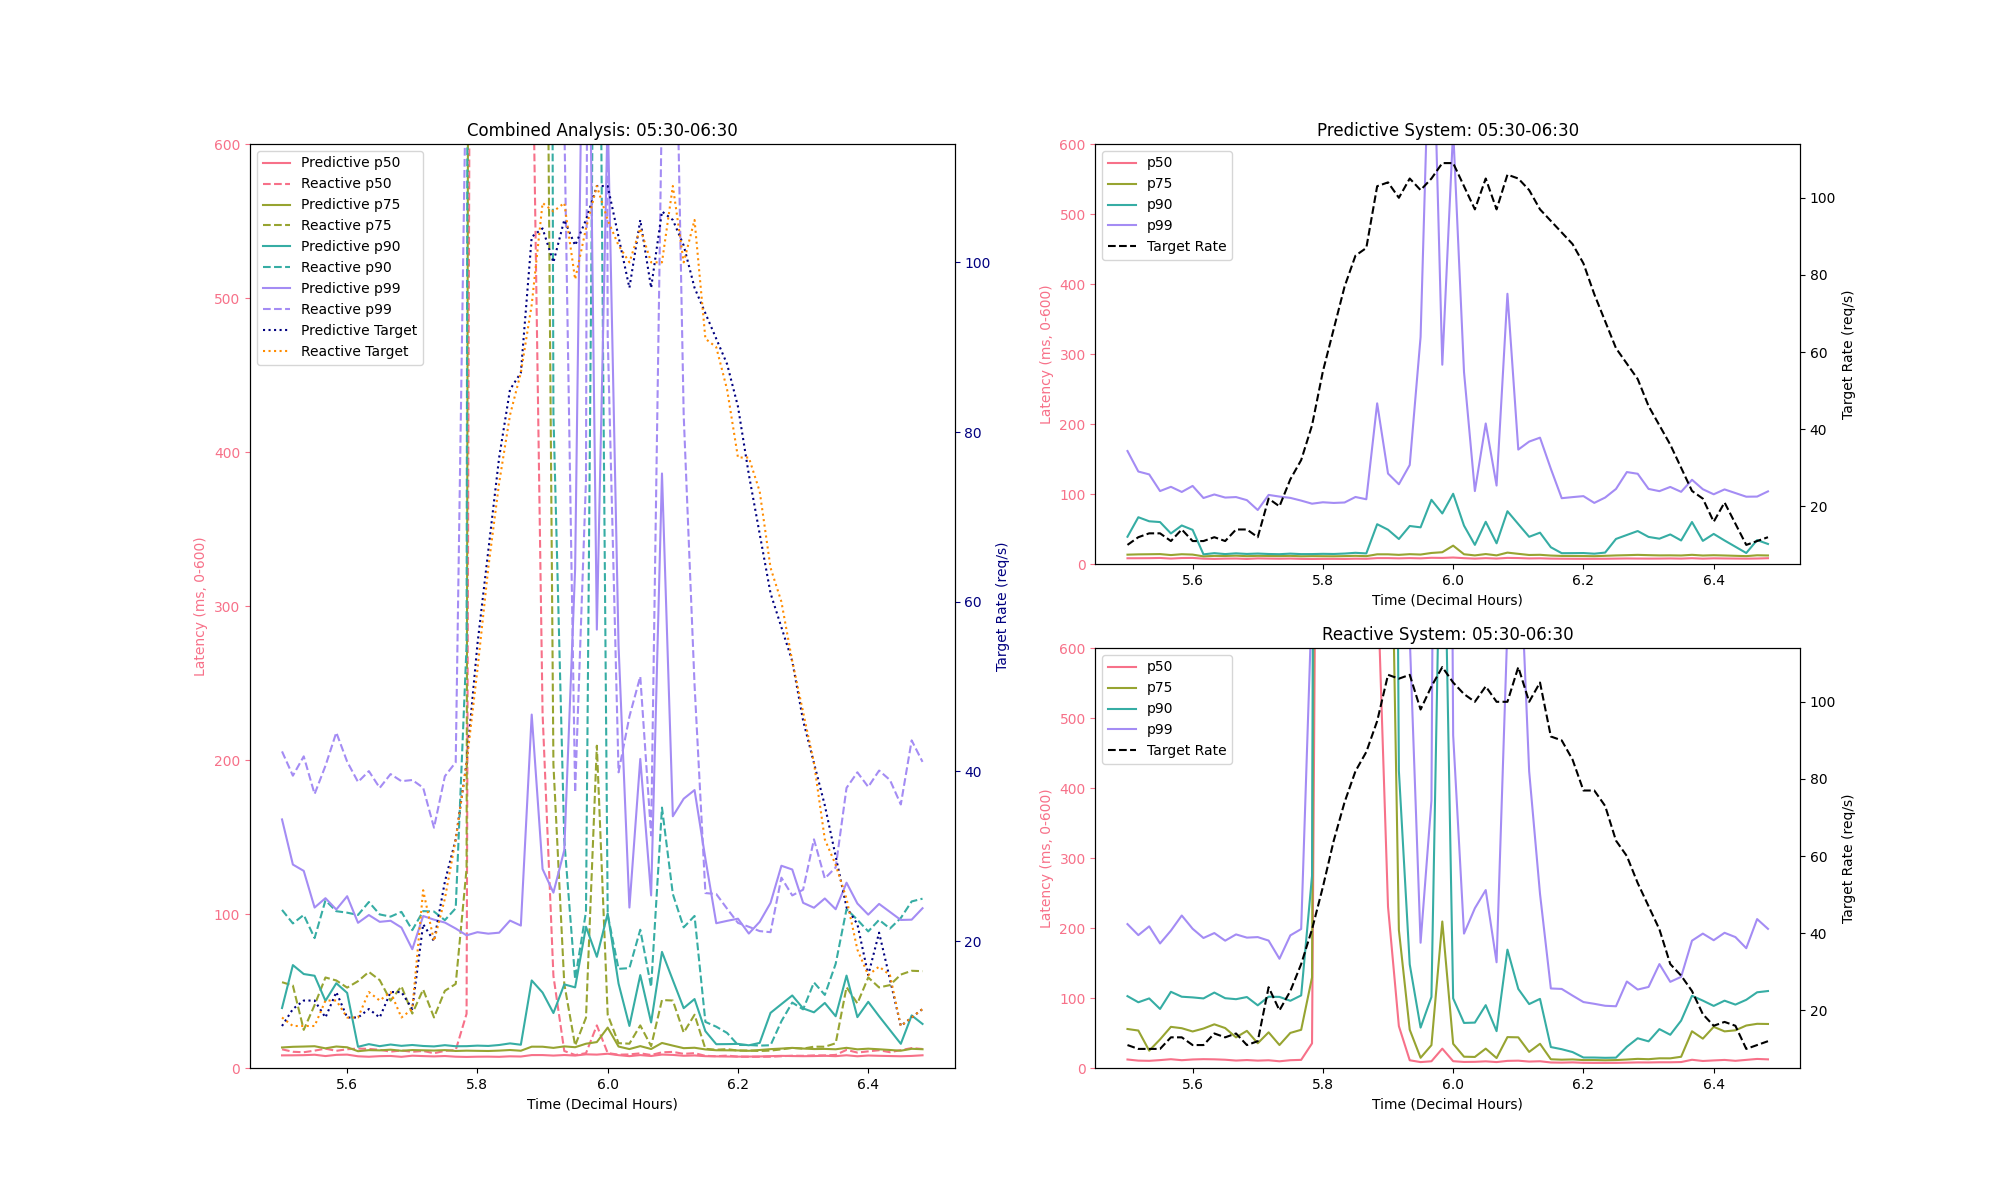 Combined Analysis: 05:30-06:30
600
500
400
300
200
100
0
Latency (ms, 0-600)
Predictive p50
Reactive p50
Predictive p75
Reactive p75
Predictive p90
Reactive p90
Predictive p99
Reactive p99
Predictive Target
Reactive Target
100
80
60
40
20
Target Rate (req/s)
5.6 5.8 6.0 6.2 6.4
Time (Decimal Hours)
Predictive System: 05:30-06:30
600
500
400
300
200
100
0
Latency (ms, 0-600)
p50
p75
p90
p99
Target Rate
100
80
60
40
20
Target Rate (req/s)
5.6 5.8 6.0 6.2 6.4
Time (Decimal Hours)
Reactive System: 05:30-06:30
600
500
400
300
200
100
0
Latency (ms, 0-600)
p50
p75
p90
p99
Target Rate
100
80
60
40
20
Target Rate (req/s)
5.6 5.8 6.0 6.2 6.4
Time (Decimal Hours)